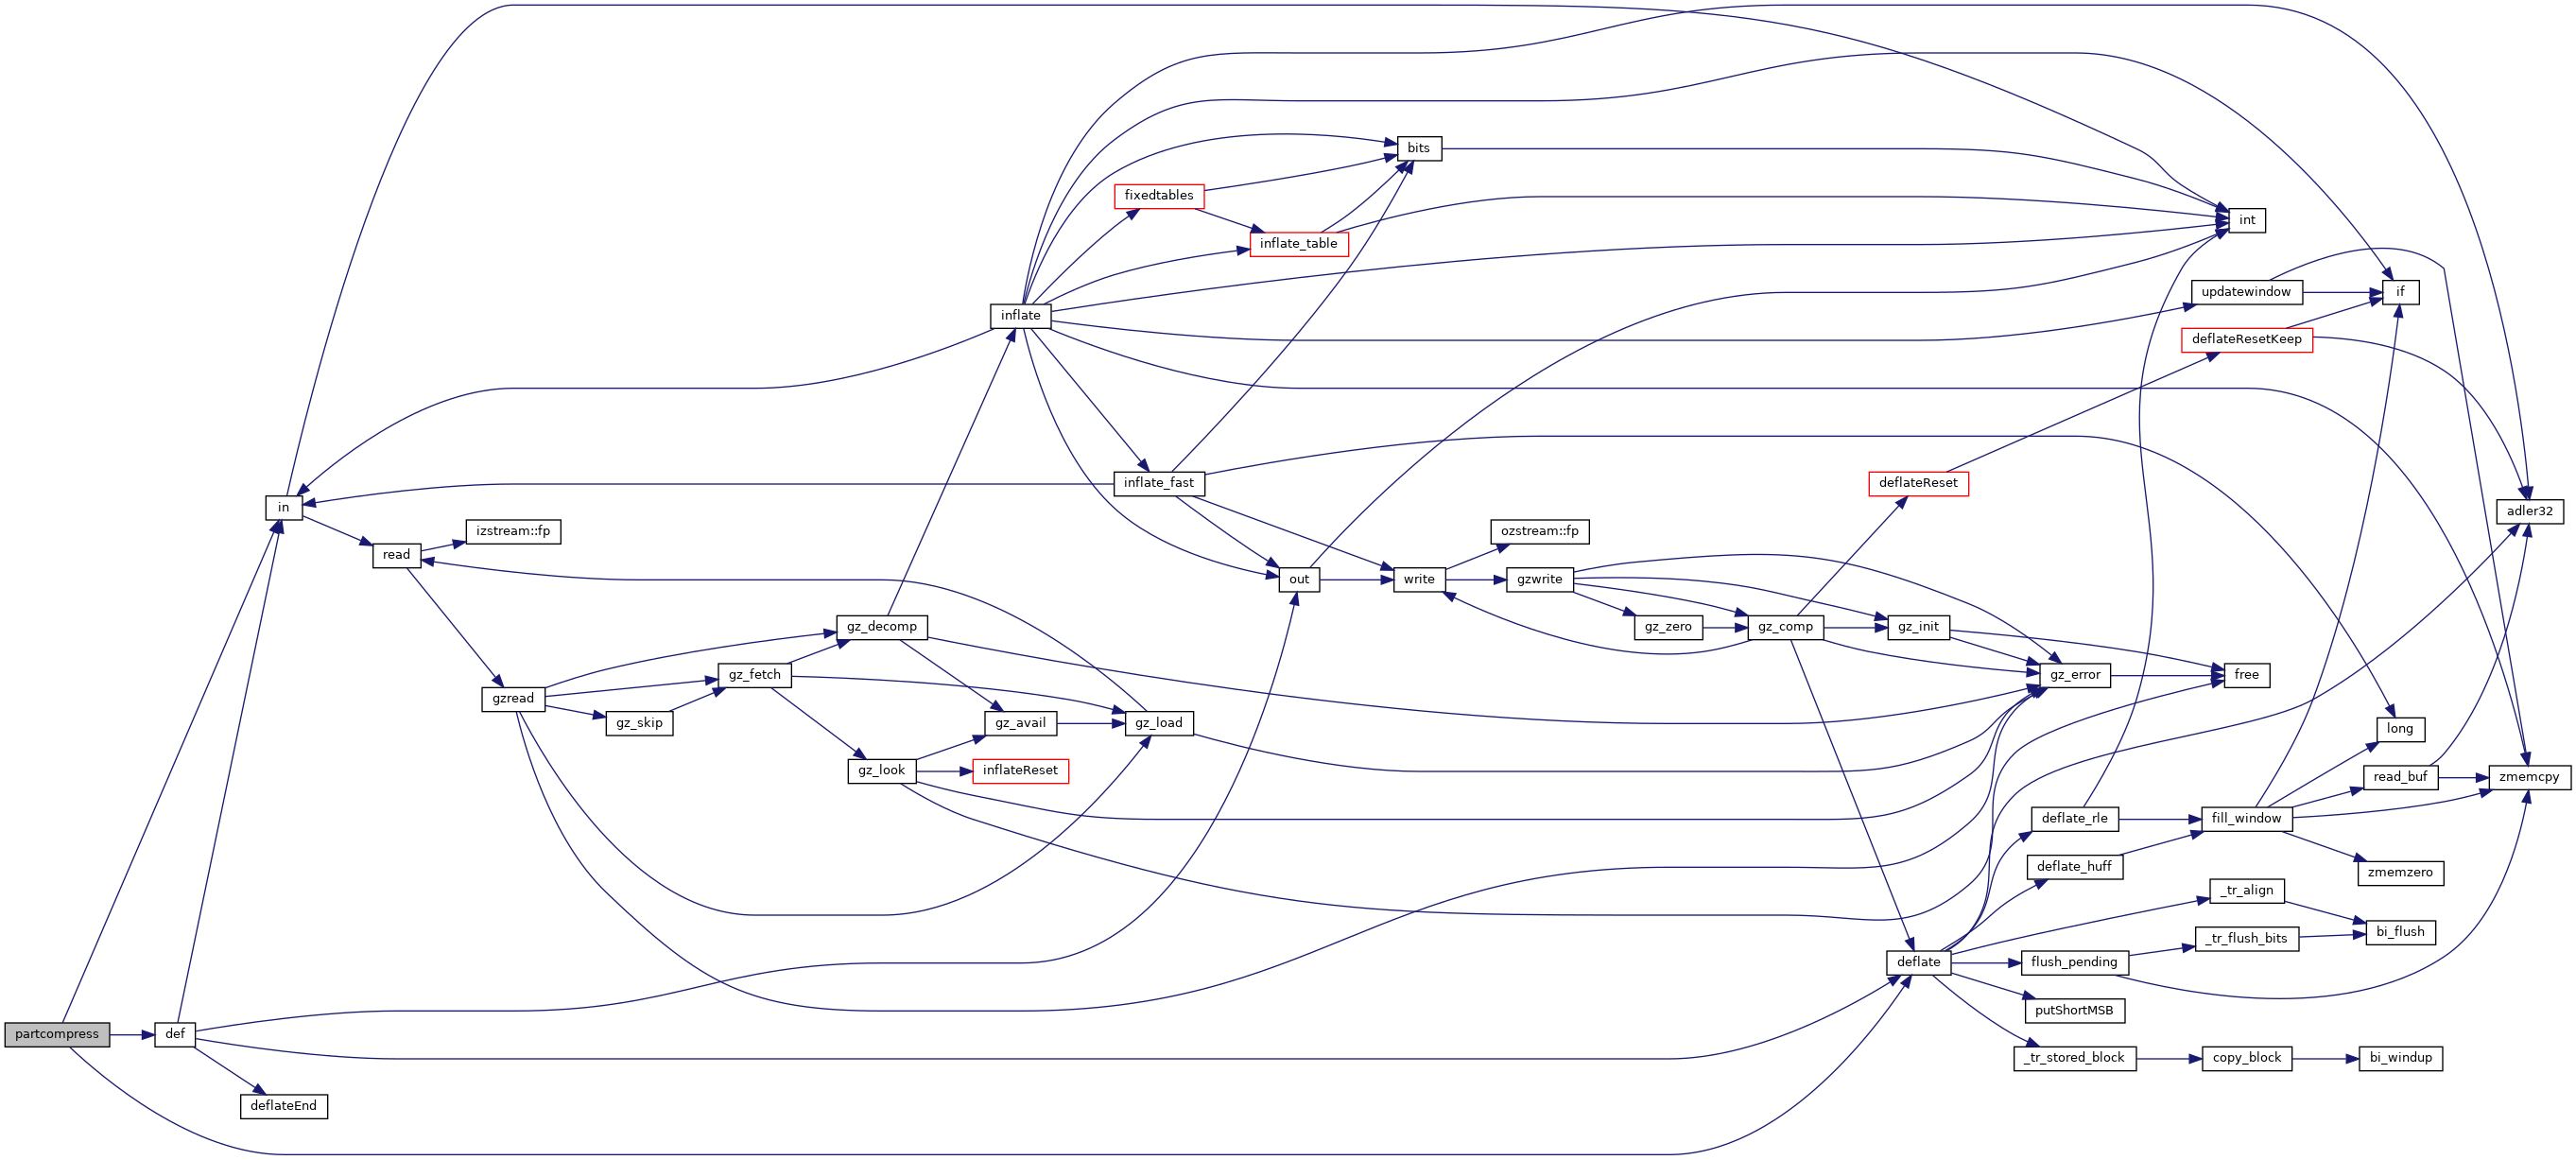 partcompress
def
deflateEnd
in
read
izstream::fp
gzread
gz_skip
gz_fetch
gz_decomp
gz_look
inflate
gz_avail
inflateReset
gz_load
fixedtables
inflate_table
inflate_fast
out
bits
write
ozstream::fp
gzwrite
gz_zero
gz_comp
deflateReset
gz_init
deflate
gz_error
deflate_rle
deflate_huff
flush_pending
putShortMSB
_tr_stored_block
int
updatewindow
deflateResetKeep
free
fill_window
_tr_align
_tr_flush_bits
copy_block
if
long
read_buf
zmemzero
bi_flush
bi_windup
adler32
zmemcpy